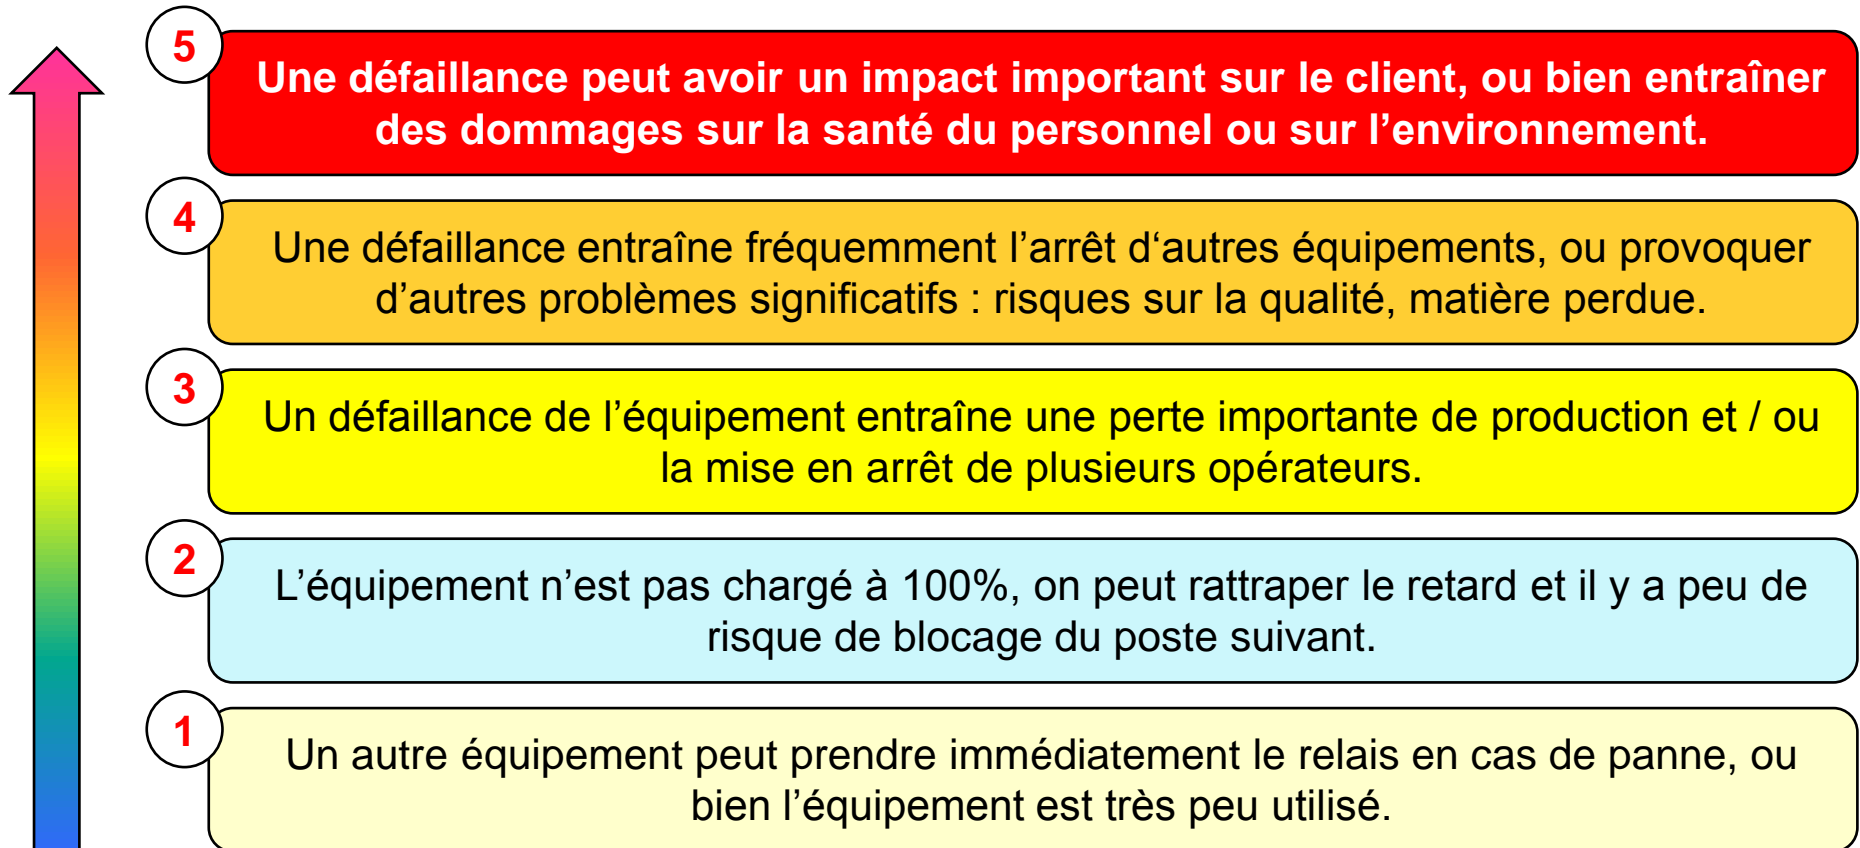 5
Une défaillance peut avoir un impact important sur le client, ou bien entraîner
des dommages sur la santé du personnel ou sur l’environnement.
4
Une défaillance entraîne fréquemment l’arrêt d‘autres équipements, ou provoquer
d’autres problèmes significatifs : risques sur la qualité, matière perdue.
3
Un défaillance de l’équipement entraîne une perte importante de production et / ou
la mise en arrêt de plusieurs opérateurs.
2
L’équipement n’est pas chargé à 100%, on peut rattraper le retard et il y a peu de
risque de blocage du poste suivant.
1
Un autre équipement peut prendre immédiatement le relais en cas de panne, ou
bien l’équipement est très peu utilisé.